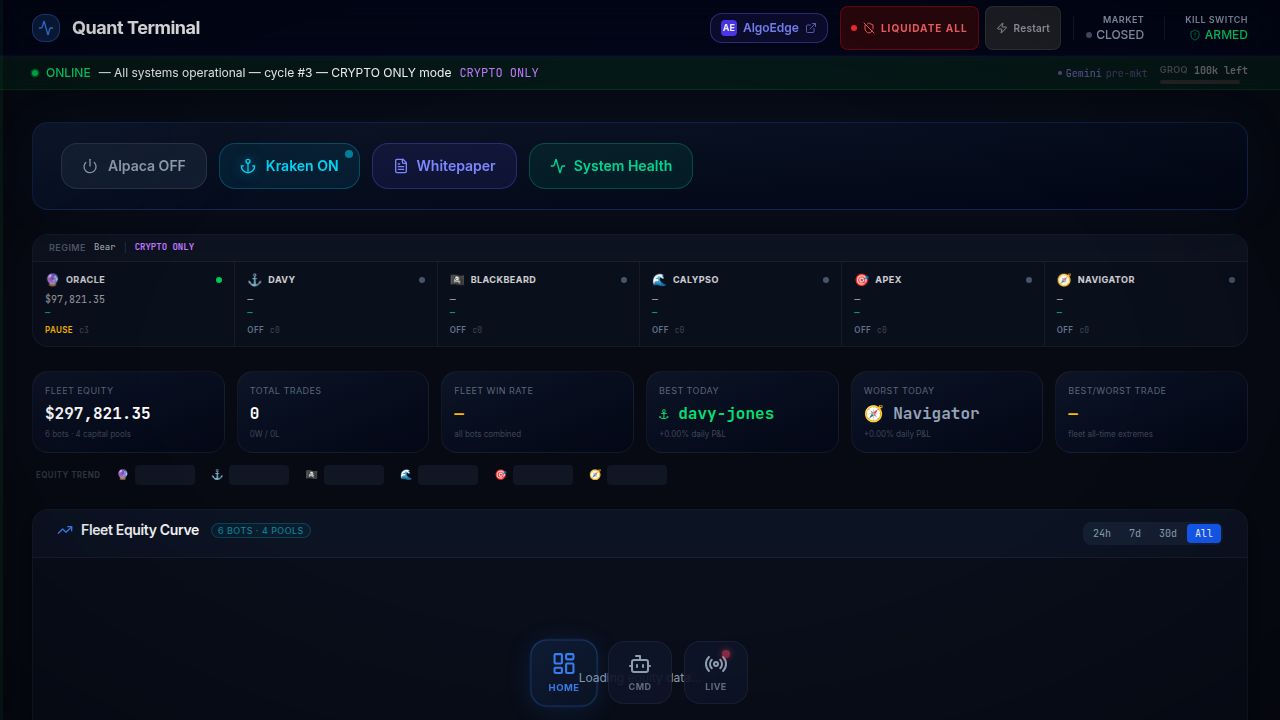 Quant Terminal
AE AlgoEdge
LIQUIDATE ALL
Restart
MARKET
CLOSED
KILL SWITCH
ARMED
ONLINE — All systems operational — cycle #3 — CRYPTO ONLY mode CRYPTO ONLY
Gemini pre-mkt
GROQ 100k left
Alpaca OFF
Kraken ON
Whitepaper
System Health
REGIME Bear | CRYPTO ONLY
ORACLE
$97,821.35
—
PAUSE c3
DAVY
—
—
OFF c0
BLACKBEARD
—
—
OFF c0
CALYPSO
—
—
OFF c0
APEX
—
—
OFF c0
NAVIGATOR
—
—
OFF c0
FLEET EQUITY
$297,821.35
6 bots · 4 capital pools
TOTAL TRADES
0
0W / 0L
FLEET WIN RATE
—
all bots combined
BEST TODAY
davy-jones
+0.00% daily P&L
WORST TODAY
Navigator
+0.00% daily P&L
BEST/WORST TRADE
—
fleet all-time extremes
EQUITY TREND
Fleet Equity Curve
6 BOTS · 4 POOLS
24h 7d 30d All
Loading equity data...
HOME
CMD
LIVE